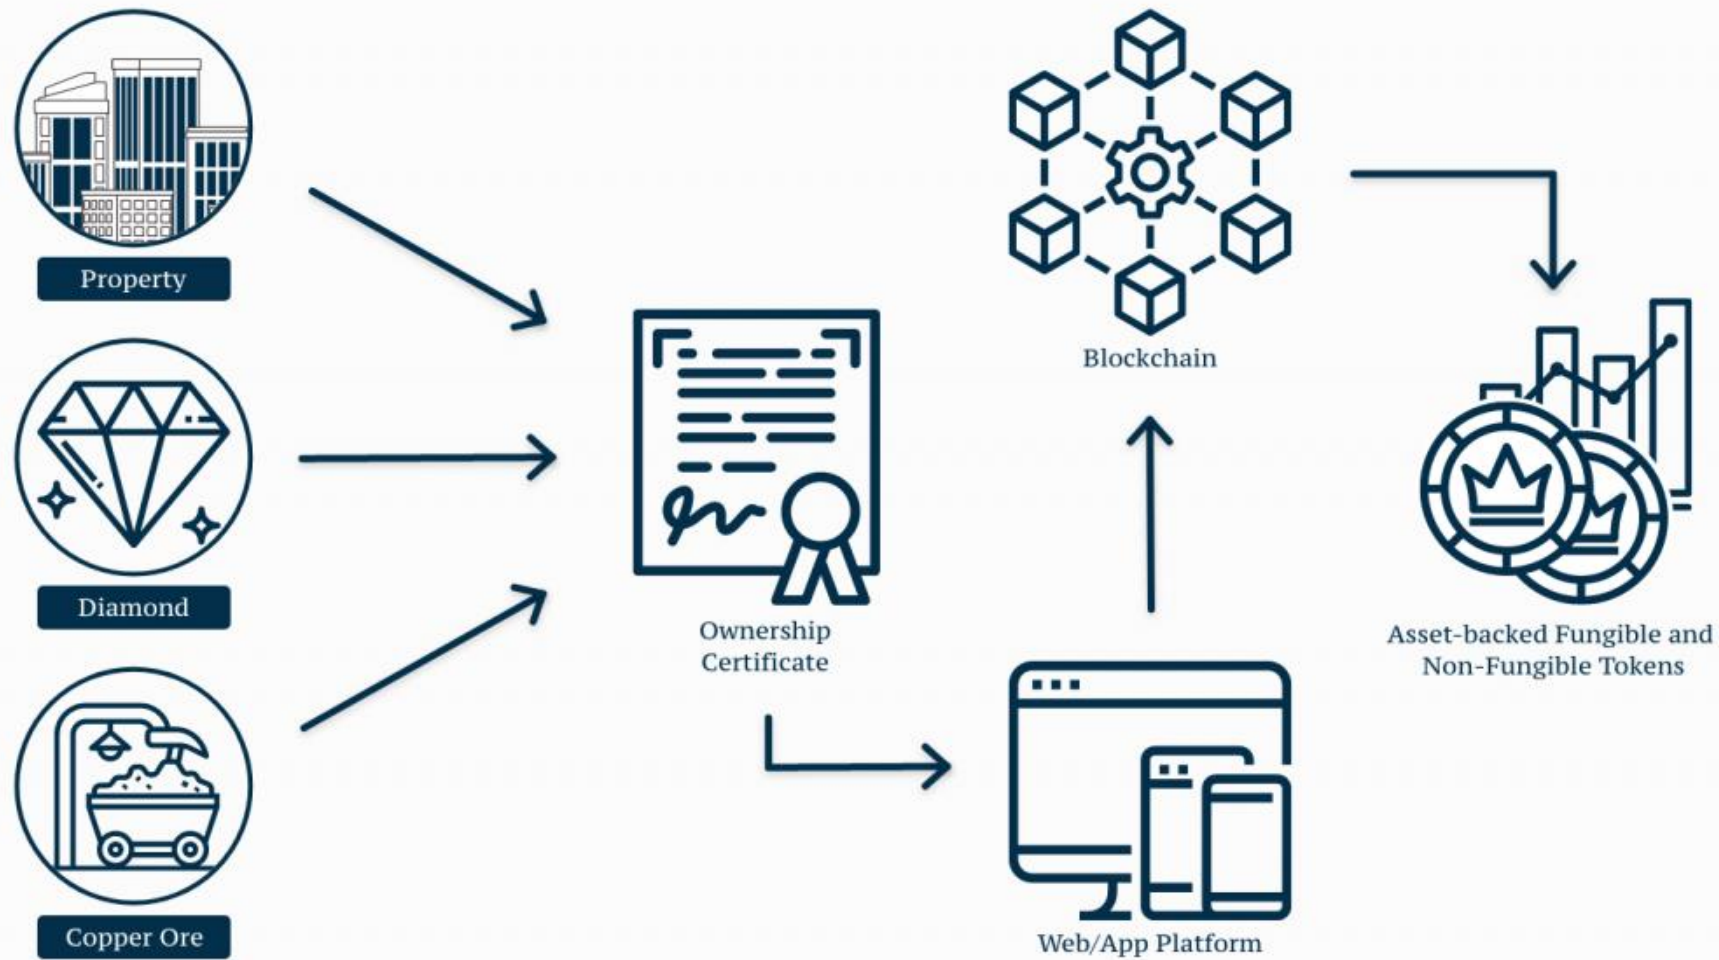 Property
Diamond
Copper Ore
Ownership
Certificate
Blockchain
Web/App Platform
Asset-backed Fungible and
Non-Fungible Tokens